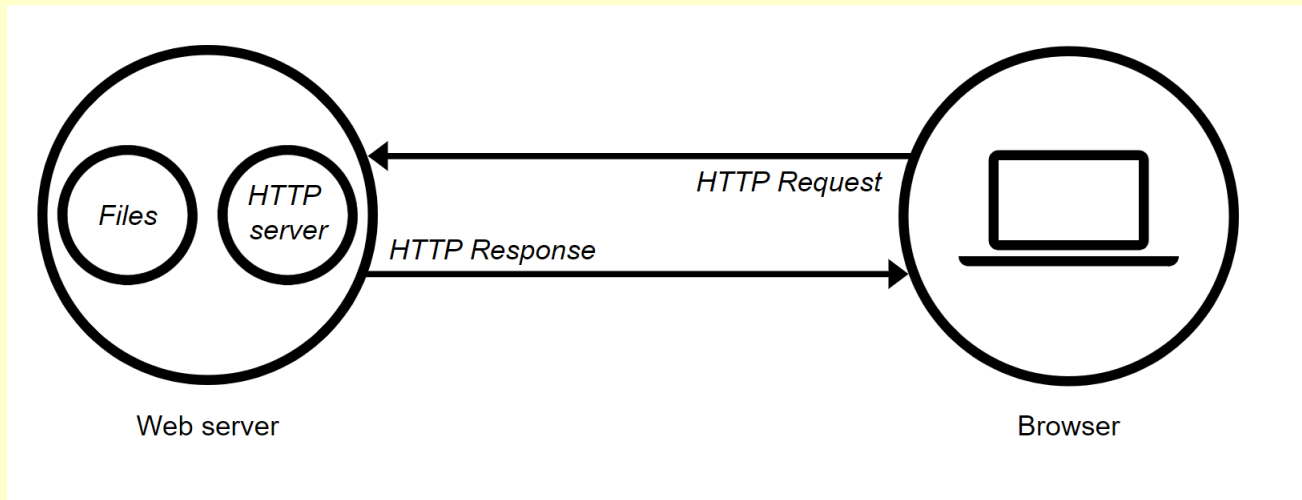 Files
HTTP
server
HTTP Request
HTTP Response
Web server
Browser